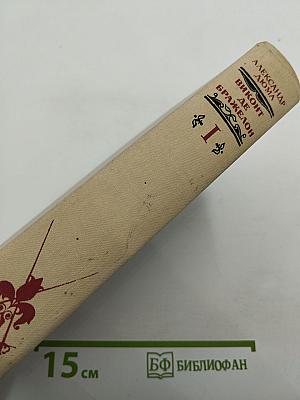 АЛЕКСАНДР
ДЮМА
ВИКОНТ
ДЕ
БРАЖЕЛОН
I
15 см
БФ БИБЛИОФАН